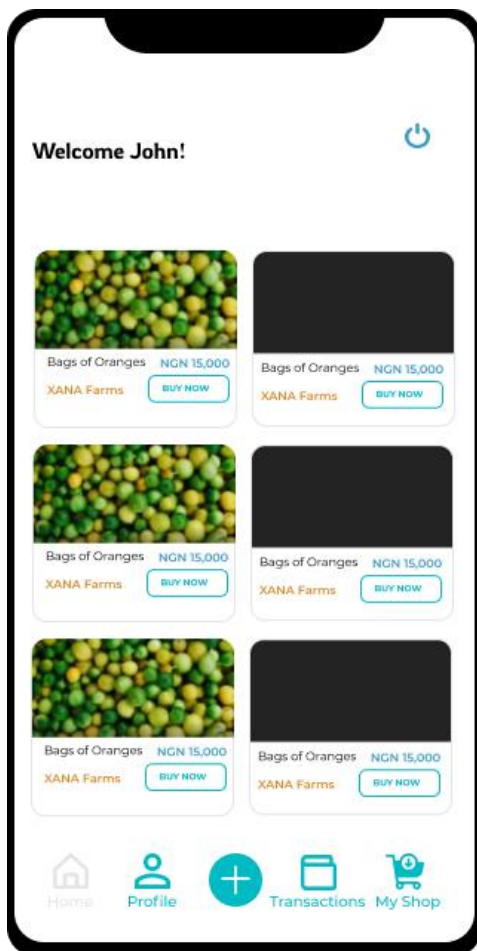 Welcome John!
Bags of Oranges NGN 15,000
XANA Farms BUY NOW
Bags of Oranges NGN 15,000
XANA Farms BUY NOW
Bags of Oranges NGN 15,000
XANA Farms BUY NOW
Bags of Oranges NGN 15,000
XANA Farms BUY NOW
Bags of Oranges NGN 15,000
XANA Farms BUY NOW
Bags of Oranges NGN 15,000
XANA Farms BUY NOW
Home Profile Transactions My Shop